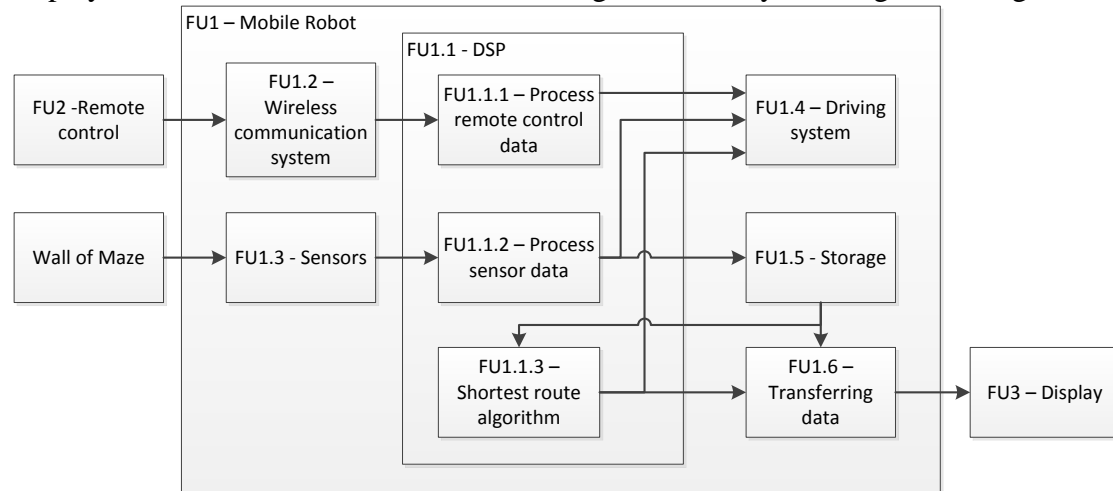 FU1 – Mobile Robot
FU1.1 - DSP
FU2 -Remote
control
FU1.2 –
Wireless
communication
system
FU1.1.1 – Process
remote control
data
FU1.4 – Driving
system
Wall of Maze
FU1.3 - Sensors
FU1.1.2 – Process
sensor data
FU1.5 - Storage
FU1.1.3 –
Shortest route
algorithm
FU1.6 –
Transferring
data
FU3 – Display